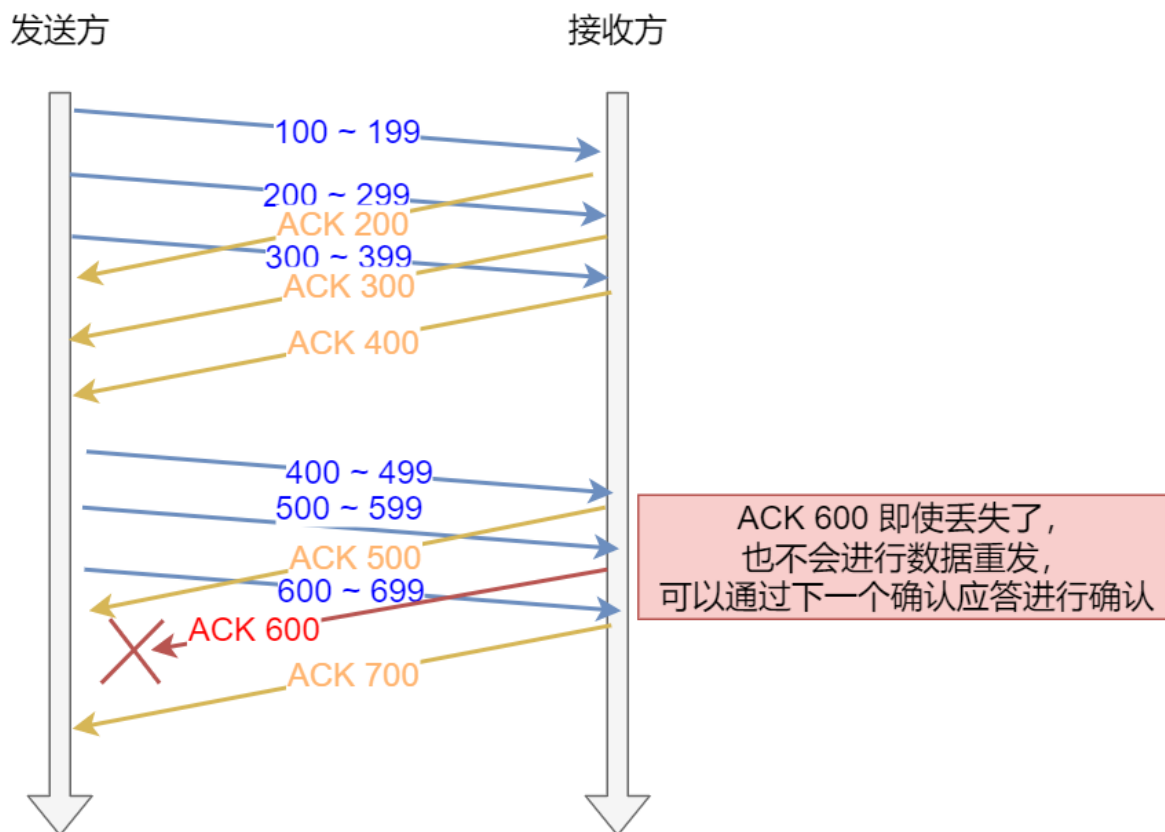 发送方
接收方
100 ~ 199
200 ~ 299
ACK 200
300 ~ 399
ACK 300
ACK 400
400 ~ 499
500 ~ 599
ACK 500
600 ~ 699
ACK 600
ACK 700
ACK 600 即使丢失了，
也不会进行数据重发，
可以通过下一个确认应答进行确认